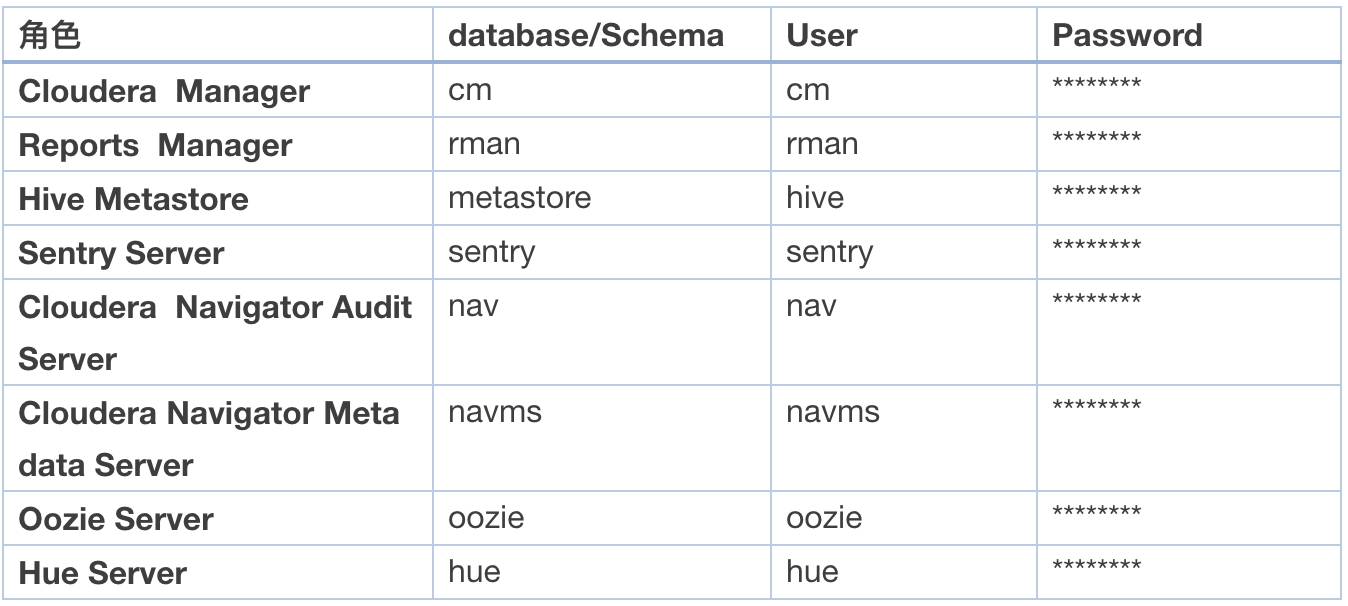 角色 database/Schema User Password
Cloudera  Manager cm cm ********
Reports  Manager rman rman ********
Hive Metastore metastore hive ********
Sentry Server sentry sentry ********
Cloudera  Navigator Audit nav nav ********
Server
Cloudera Navigator Meta navms navms ********
data Server
Oozie Server oozie oozie ********
Hue Server hue hue ********